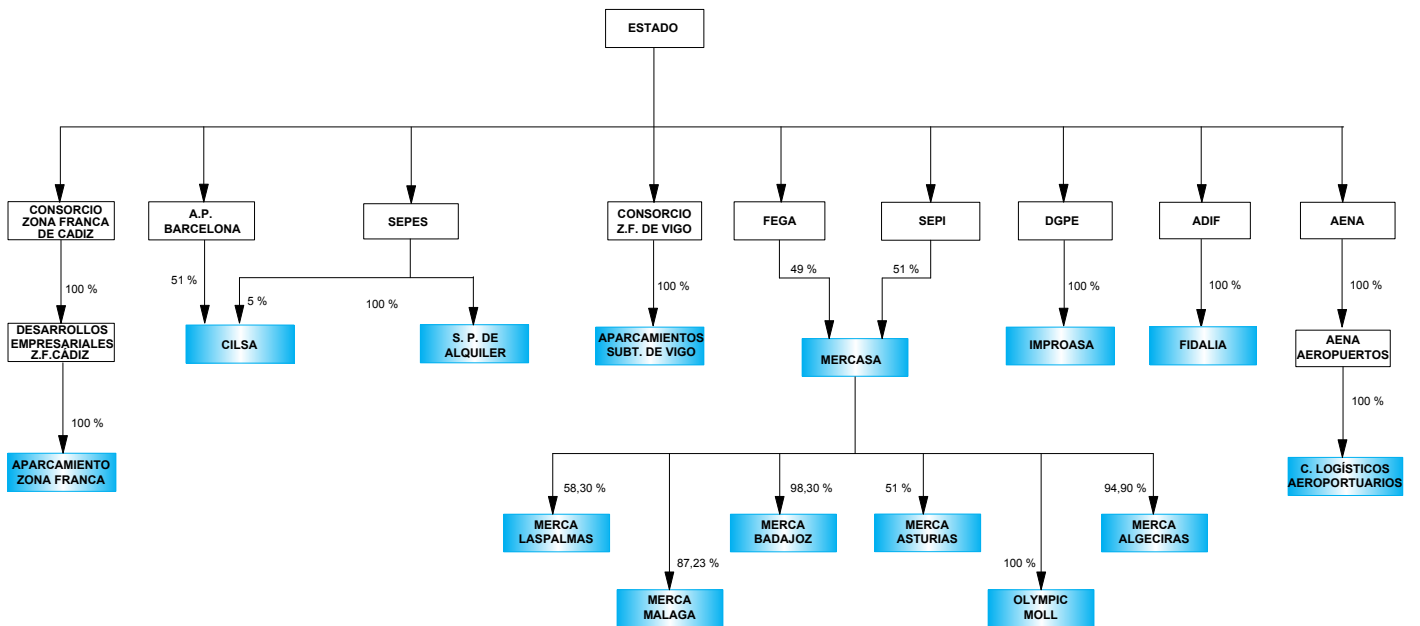 ESTADO
CONSORCIO
ZONA FRANCA
DE CADIZ
A.P.
BARCELONA
SEPES
CONSORCIO
Z.F. DE VIGO
FEGA
SEPI
DGPE
ADIF
AENA
100 %
51 %
5 %
100 %
100 %
49 %
51 %
100 %
100 %
100 %
DESARROLLOS
EMPRESARIALES
Z.F.CÁDIZ
CILSA
S. P. DE
ALQUILER
APARCAMIENTOS
SUBT. DE VIGO
MERCASA
IMPROASA
FIDALIA
AENA
AEROPUERTOS
100 %
100 %
APARCAMIENTO
ZONA FRANCA
C. LOGÍSTICOS
AEROPORTUARIOS
58,30 %
98,30 %
51 %
94,90 %
MERCA
LASPALMAS
MERCA
BADAJOZ
MERCA
ASTURIAS
MERCA
ALGECIRAS
87,23 %
100 %
MERCA
MALAGA
OLYMPIC
MOLL